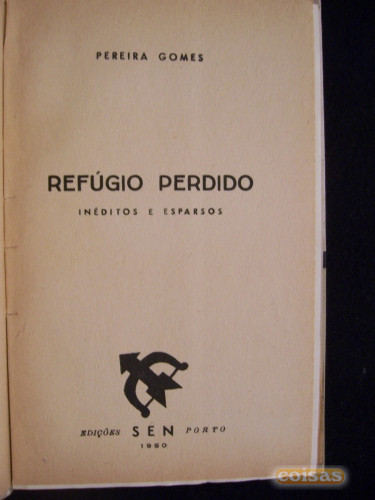 PEREIRA GOMES
REFÚGIO PERDIDO
INÉDITOS E ESPARSOS
EDIÇÕES SEN PORTO
1950
coisas